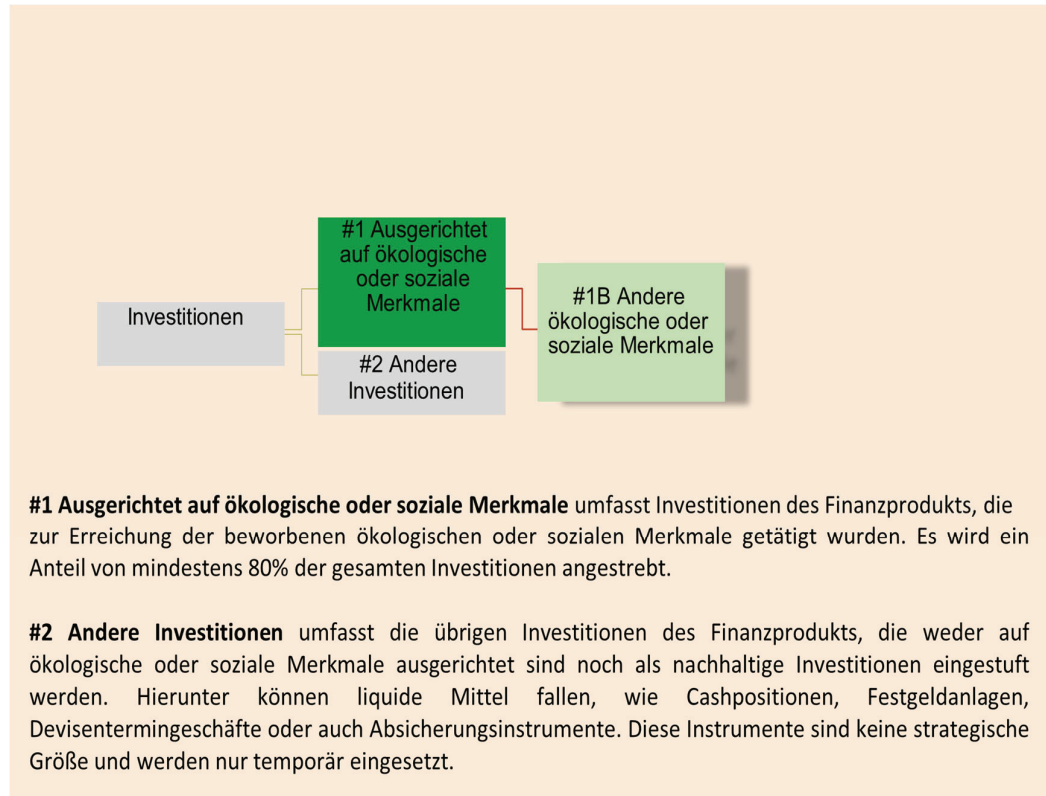 #1 Ausgerichtet
auf ökologische
oder soziale
Merkmale
Investitionen
#2 Andere
Investitionen
#1B Andere
ökologische oder
soziale Merkmale
#1 Ausgerichtet auf ökologische oder soziale Merkmale umfasst Investitionen des Finanzprodukts, die
zur Erreichung der beworbenen ökologischen oder sozialen Merkmale getätigt wurden. Es wird ein
Anteil von mindestens 80% der gesamten Investitionen angestrebt.
#2 Andere Investitionen umfasst die übrigen Investitionen des Finanzprodukts, die weder auf
ökologische oder soziale Merkmale ausgerichtet sind noch als nachhaltige Investitionen eingestuft
werden. Hierunter können liquide Mittel fallen, wie Cashpositionen, Festgeldanlagen,
Devisentermingeschäfte oder auch Absicherungsinstrumente. Diese Instrumente sind keine strategische
Größe und werden nur temporär eingesetzt.